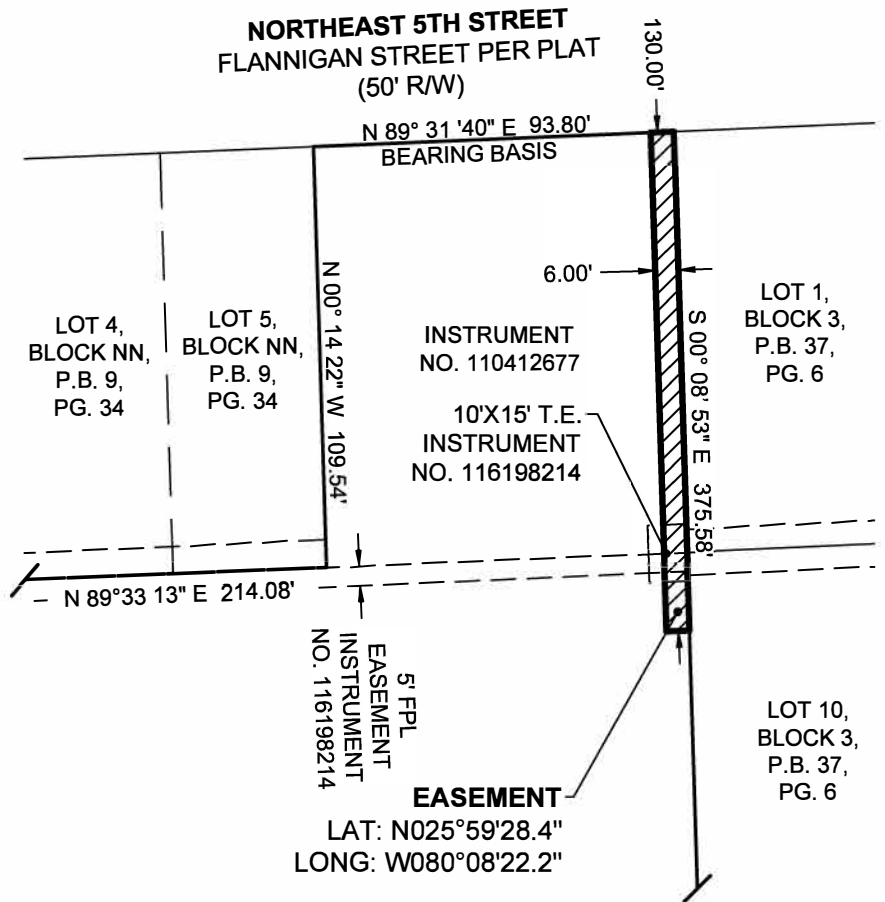 NORTHEAST 5TH STREET
FLANNIGAN STREET PER PLAT
(50' R/W)
130.00'
N 89° 31 '40" E 93.80'
BEARING BASIS
6.00'
N 00° 14 22" W 109.54'
LOT 4,
BLOCK NN,
P.B. 9,
PG. 34
LOT 5,
BLOCK NN,
P.B. 9,
PG. 34
INSTRUMENT
NO. 110412677
10'X15' T.E.
INSTRUMENT
NO. 116198214
S 00° 08' 53" E 375.58'
LOT 1,
BLOCK 3,
P.B. 37,
PG. 6
N 89°33 13" E 214.08'
5' FPL
EASEMENT
INSTRUMENT
NO. 116198214
LOT 10,
BLOCK 3,
P.B. 37,
PG. 6
EASEMENT
LAT: N025°59'28.4"
LONG: W080°08'22.2"